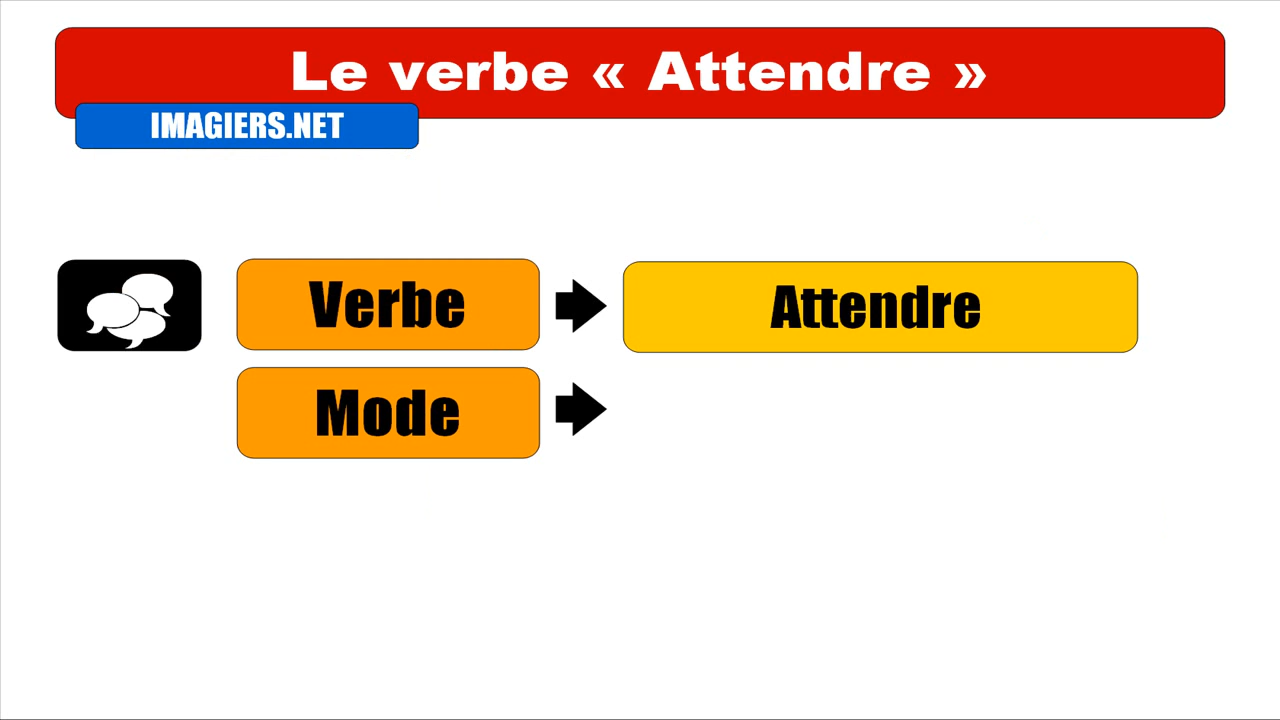 Le verbe « Attendre »
IMAGIERS.NET
Verbe
Attendre
Mode